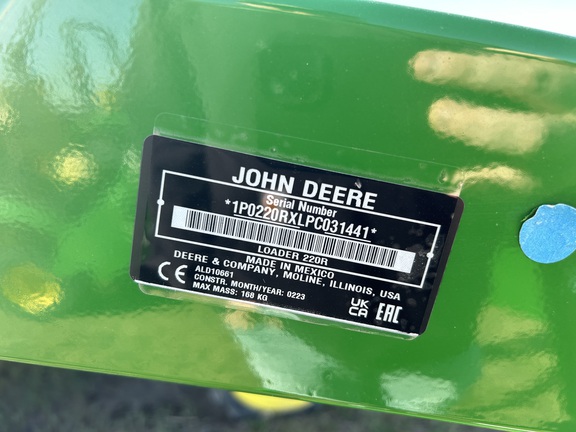 JOHN DEERE
Serial Number
*1P0220RXLPC031441*
LOADER 220R
MADE IN MEXICO
DEERE & COMPANY, MOLINE, ILLINOIS, USA
ALD10661
CONSTR. MONTH/YEAR: 0223
MAX MASS: 168 KG
CE
UK
CA
EAC